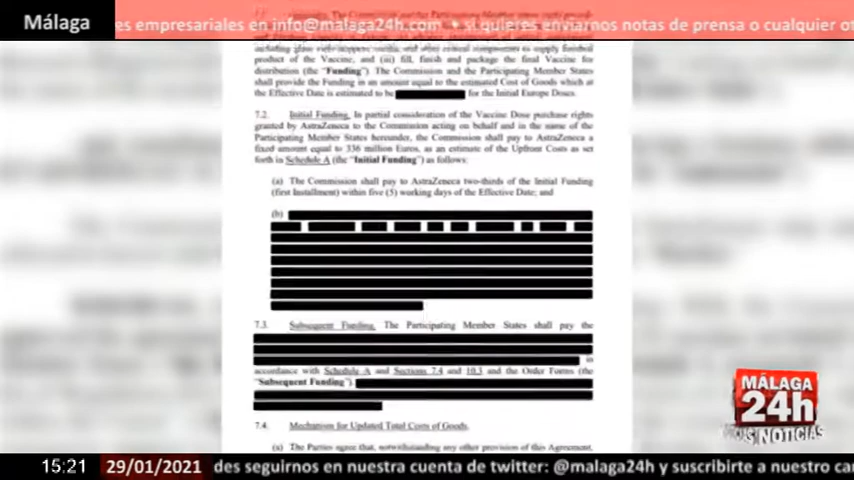 Málaga
es empresariales en info@málaga24h.com
si quieres enviarnos notas de prensa o cualquier ot
product of the Vaccine, and (iii) fill, finish and package the final Vaccine for
distribution (the "Funding"). The Commission and the Participating Member States
shall provide the Funding in an amount equal to the estimated Cost of Goods which at
the Effective Date is estimated to be for the Initial Europe Doses.
7.2. Initial Funding. In partial consideration of the Vaccine Dose purchase rights
granted by AstraZeneca to the Commission acting on behalf and in the name of the
Participating Member States hereunder, the Commission shall pay to AstraZeneca a
fixed amount equal to 336 million Euros, as an estimate of the Upfront Costs as set
forth in Schedule A (the "Initial Funding") as follows:
(a) The Commission shall pay to AstraZeneca two-thirds of the Initial Funding
(first Installment) within five (5) working days of the Effective Date; and
(b)
7.3. Subsequent Funding. The Participating Member States shall pay the
in
accordance with Schedule A and Sections 7.4 and 10.3 and the Order Forms (the
"Subsequent Funding").
7.4. Mechanism for Updated Total Costs of Goods.
(a) The Parties agree that, notwithstanding any other provision of this Agreement,
MÁLAGA
24h
NOTICIAS
15:21
29/01/2021
des seguirnos en nuestra cuenta de twitter: @malaga24h y suscribirte a nuestro ca